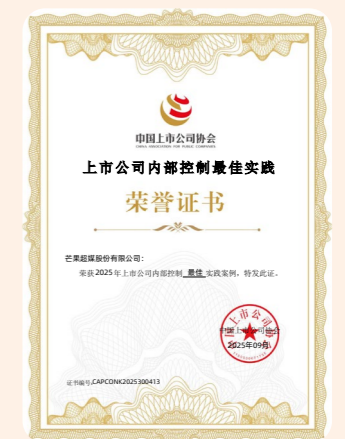 中国上市公司协会
CHINA ASSOCIATION FOR PUBLIC COMPANIES
上市公司内部控制最佳实践
荣誉证书
芒果超媒股份有限公司：
荣获2025年上市公司内部控制 最佳 实践案例，特发此证。
中国上市公司协会
2025年09月
证书编号:CAPCONK2025300413